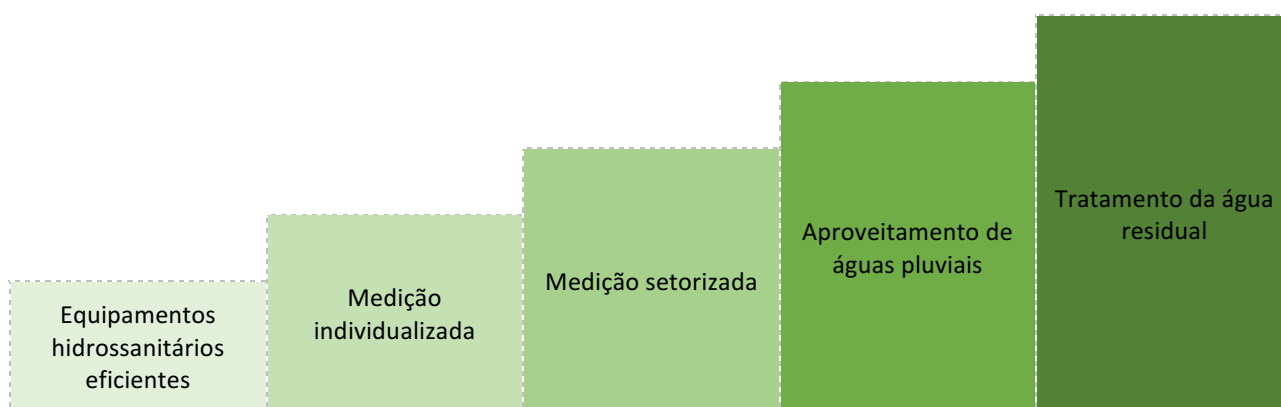 Equipamentos
hidrossanitários
eficientes
Medição
individualizada
Medição setorizada
Aproveitamento de
águas pluviais
Tratamento da água
residual